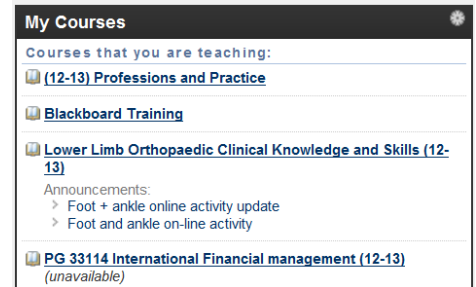 My Courses
Courses that you are teaching:
(12-13) Professions and Practice
Blackboard Training
Lower Limb Orthopaedic Clinical Knowledge and Skills (12-
13)
Announcements:
Foot + ankle online activity update
Foot and ankle on-line activity
PG 33114 International Financial management (12-13)
(unavailable)